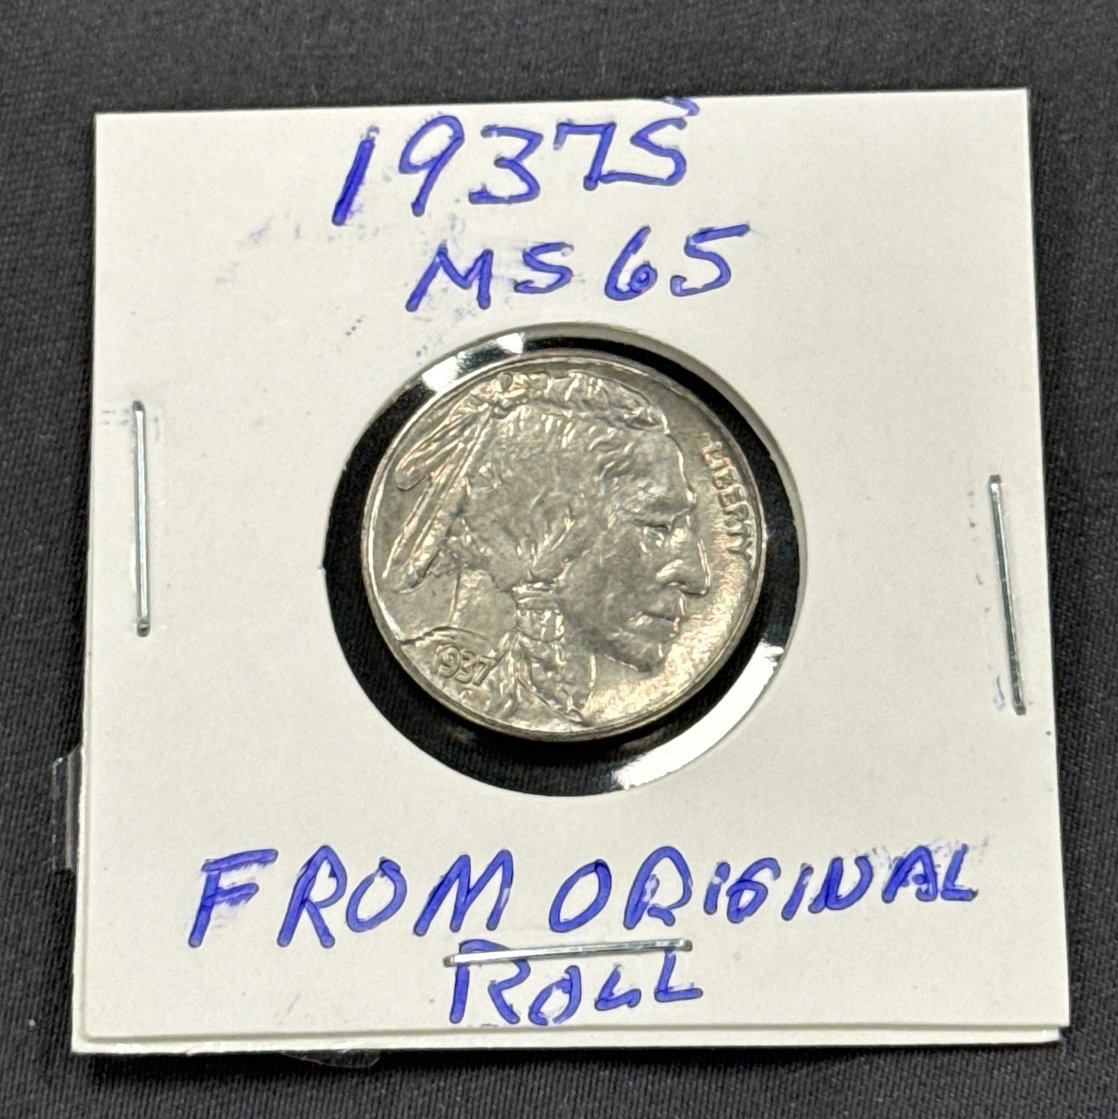 1937S
MS65
LIBERTY
1937
FROM ORIGINAL
ROLL